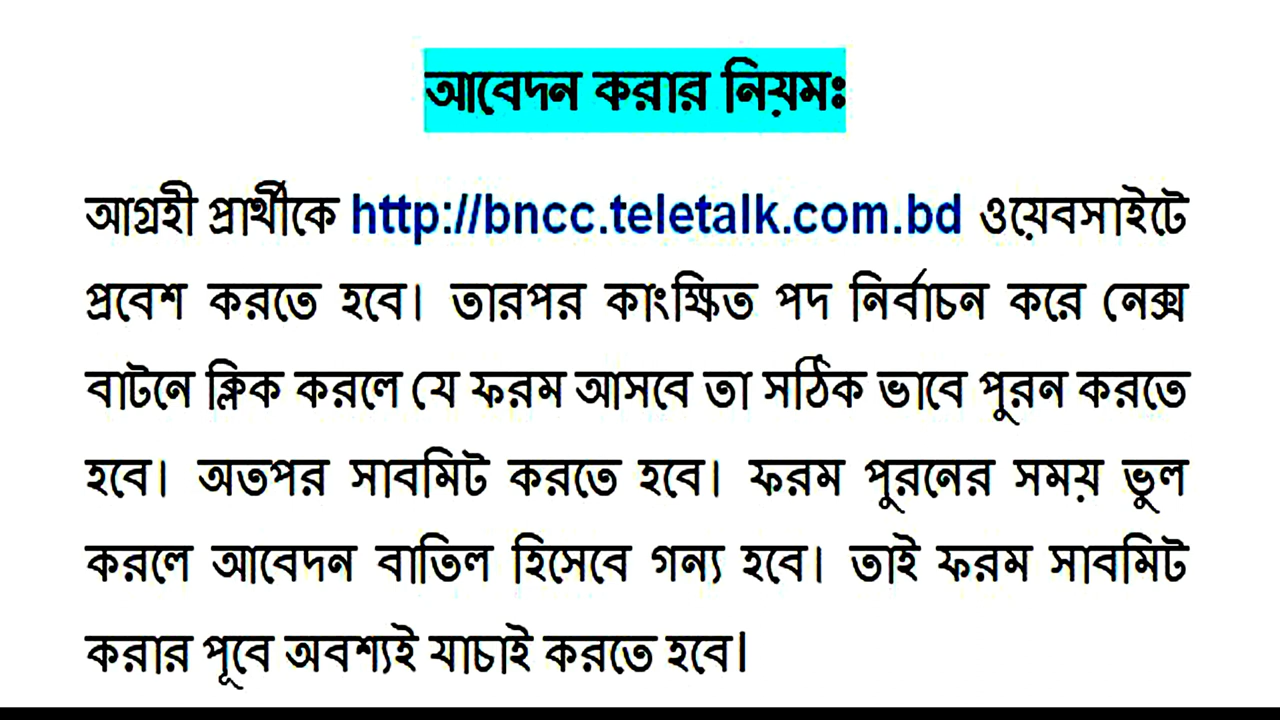 আবেদন করার নিয়মঃ
আগ্রহী প্রার্থীকে http://bncc.teletalk.com.bd ওয়েবসাইটে
প্রবেশ করতে হবে। তারপর কাংক্ষিত পদ নির্বাচন করে নেক্স
বাটনে ক্লিক করলে যে ফরম আসবে তা সঠিক ভাবে পুরন করতে
হবে। অতপর সাবমিট করতে হবে। ফরম পুরনের সময় ভুল
করলে আবেদন বাতিল হিসেবে গন্য হবে। তাই ফরম সাবমিট
করার পূবে অবশ্যই যাচাই করতে হবে।